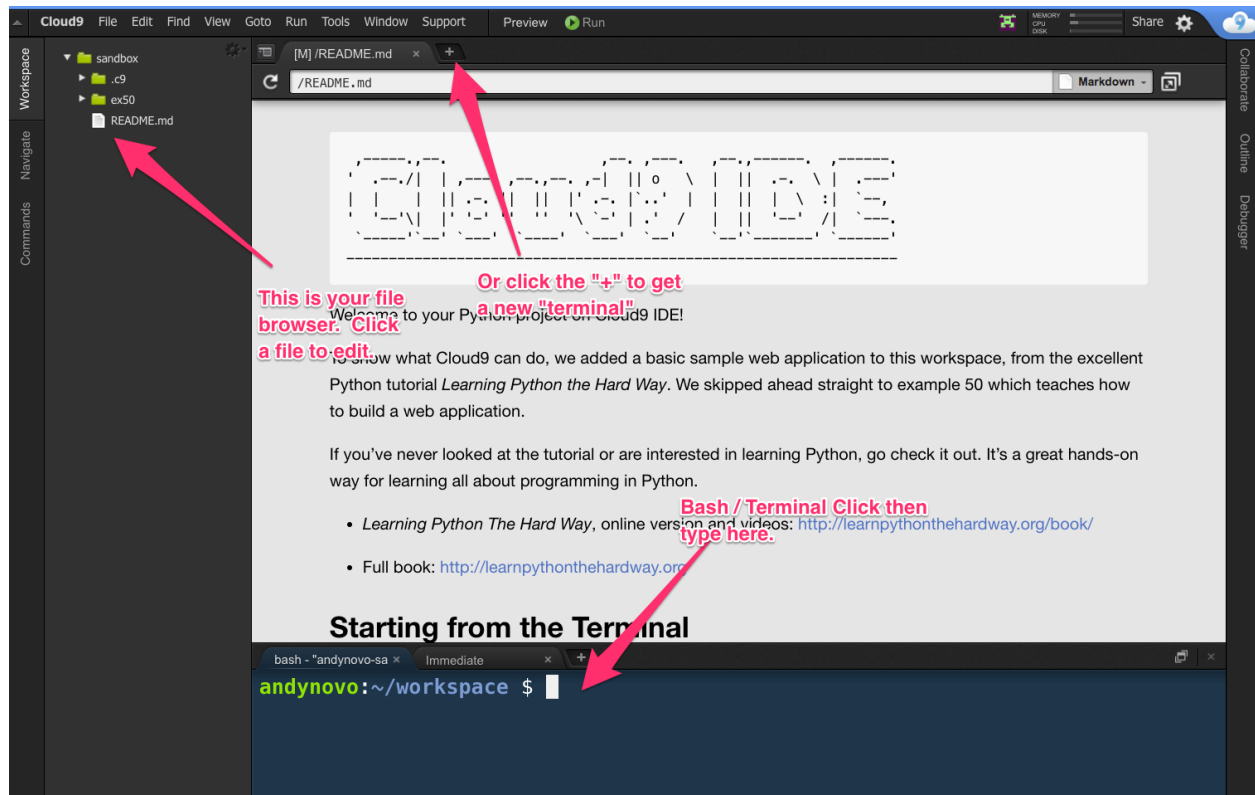 Cloud9 File Edit Find View Goto Run Tools Window Support Preview Run MEMORY CPU DISK Share
Workspace
Navigate
Commands
sandbox
.c9
ex50
README.md
[M] /README.md × +
/README.md Markdown
Cloud9 IDE
This is your file
browser. Click
a file to edit.
Or click the "+" to get
a new "terminal"
Welcome to your Python project on Cloud9 IDE!
To show what Cloud9 can do, we added a basic sample web application to this workspace, from the excellent
Python tutorial Learning Python the Hard Way. We skipped ahead straight to example 50 which teaches how
to build a web application.
If you've never looked at the tutorial or are interested in learning Python, go check it out. It's a great hands-on
way for learning all about programming in Python.
Bash / Terminal Click then
type here.
• Learning Python The Hard Way, online version and videos: http://learnpythonthehardway.org/book/
• Full book: http://learnpythonthehardway.org
Starting from the Terminal
bash - "andynovo-sa × Immediate × +
andynovo:~/workspace $
Collaborate
Outline
Debugger